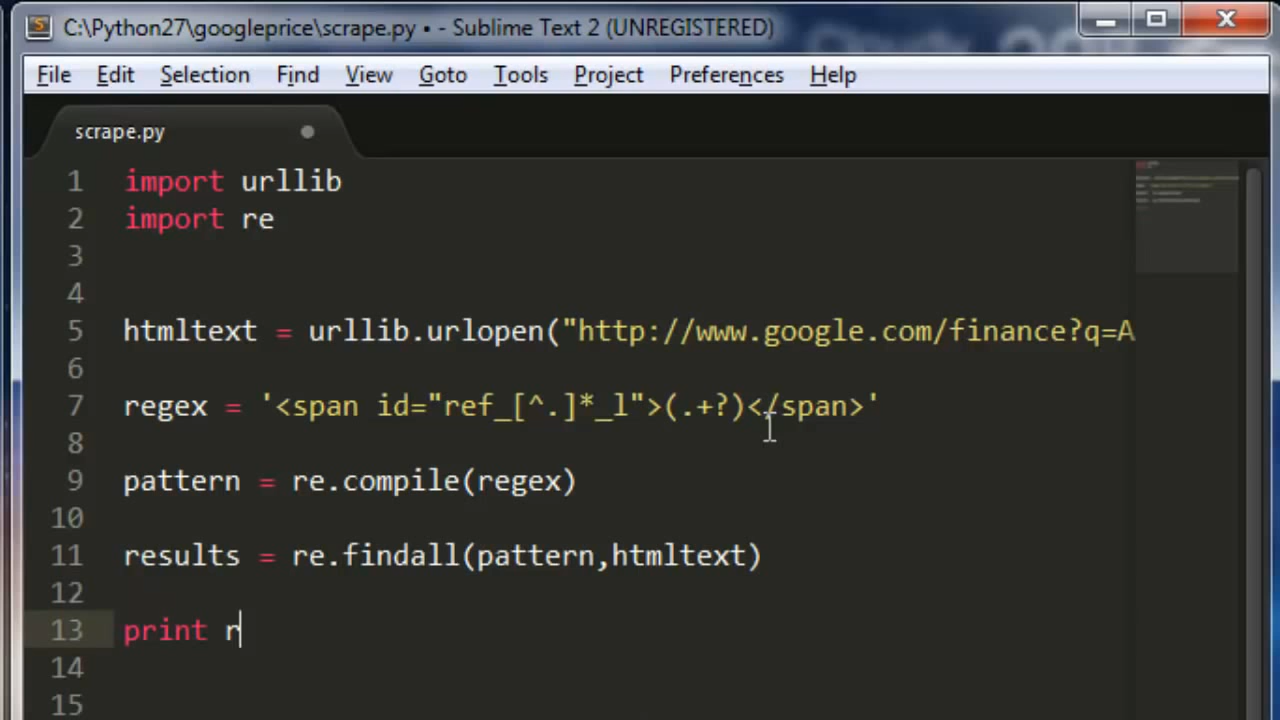 C:\Python27\googleprice\scrape.py • - Sublime Text 2 (UNREGISTERED)
File Edit Selection Find View Goto Tools Project Preferences Help
scrape.py
1 import urllib
2 import re
3
4
5 htmltext = urllib.urlopen("http://www.google.com/finance?q=A
6
7 regex = '<span id="ref_[^.]*_l">(.+?)</span>'
8
9 pattern = re.compile(regex)
10
11 results = re.findall(pattern,htmltext)
12
13 print r
14
15